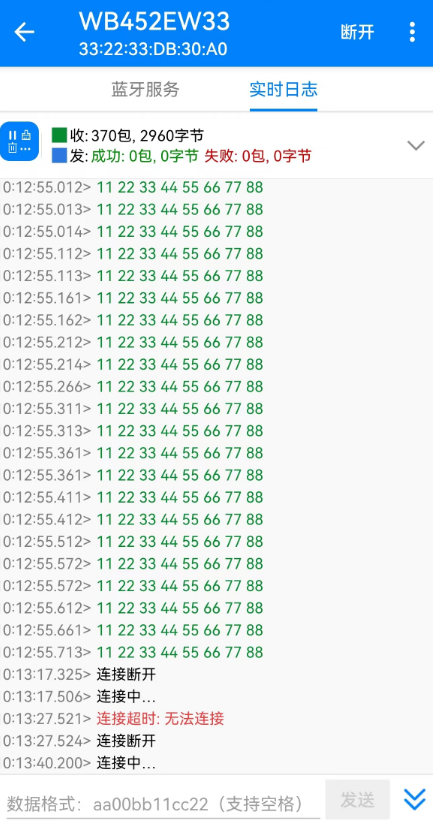 WB452EW33
33:22:33:DB:30:A0
断开
蓝牙服务
实时日志
收: 370包, 2960字节
发: 成功: 0包, 0字节 失败: 0包, 0字节
0:12:55.012> 11 22 33 44 55 66 77 88
0:12:55.013> 11 22 33 44 55 66 77 88
0:12:55.014> 11 22 33 44 55 66 77 88
0:12:55.112> 11 22 33 44 55 66 77 88
0:12:55.113> 11 22 33 44 55 66 77 88
0:12:55.161> 11 22 33 44 55 66 77 88
0:12:55.162> 11 22 33 44 55 66 77 88
0:12:55.212> 11 22 33 44 55 66 77 88
0:12:55.214> 11 22 33 44 55 66 77 88
0:12:55.266> 11 22 33 44 55 66 77 88
0:12:55.311> 11 22 33 44 55 66 77 88
0:12:55.313> 11 22 33 44 55 66 77 88
0:12:55.361> 11 22 33 44 55 66 77 88
0:12:55.361> 11 22 33 44 55 66 77 88
0:12:55.411> 11 22 33 44 55 66 77 88
0:12:55.412> 11 22 33 44 55 66 77 88
0:12:55.512> 11 22 33 44 55 66 77 88
0:12:55.572> 11 22 33 44 55 66 77 88
0:12:55.572> 11 22 33 44 55 66 77 88
0:12:55.612> 11 22 33 44 55 66 77 88
0:12:55.661> 11 22 33 44 55 66 77 88
0:12:55.713> 11 22 33 44 55 66 77 88
0:13:17.325> 连接断开
0:13:17.506> 连接中...
0:13:27.521> 连接超时: 无法连接
0:13:27.524> 连接断开
0:13:40.200> 连接中...
数据格式：aa00bb11cc22（支持空格）
发送